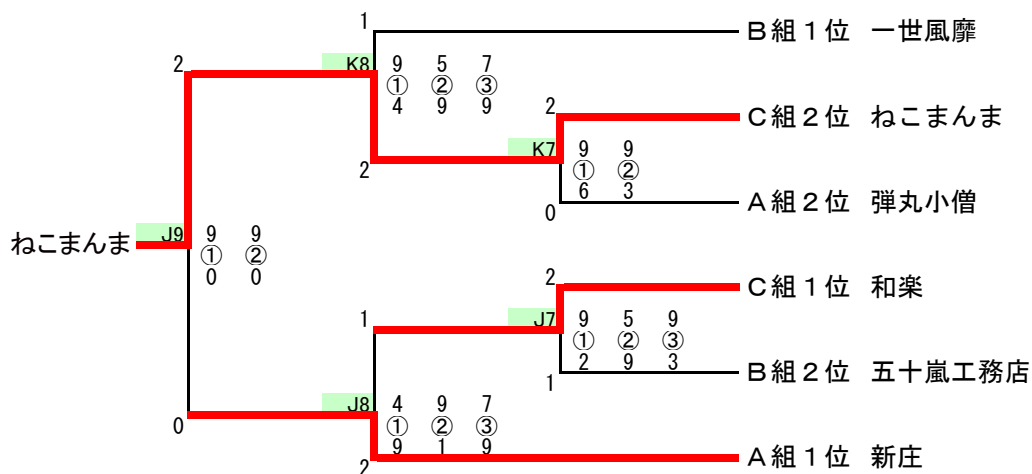 1
B組1位 一世風靡
2
K8
9 5 7
① ② ③
4 9 9
2
C組2位 ねこまんま
K7
9 9
① ②
6 3
2
0
A組2位 弾丸小僧
ねこまんま
J9
9 9
① ②
0 0
2
C組1位 和楽
1
J7
9 5 9
① ② ③
2 9 3
1
B組2位 五十嵐工務店
J8
4 9 7
① ② ③
9 1 9
0
2
A組1位 新庄